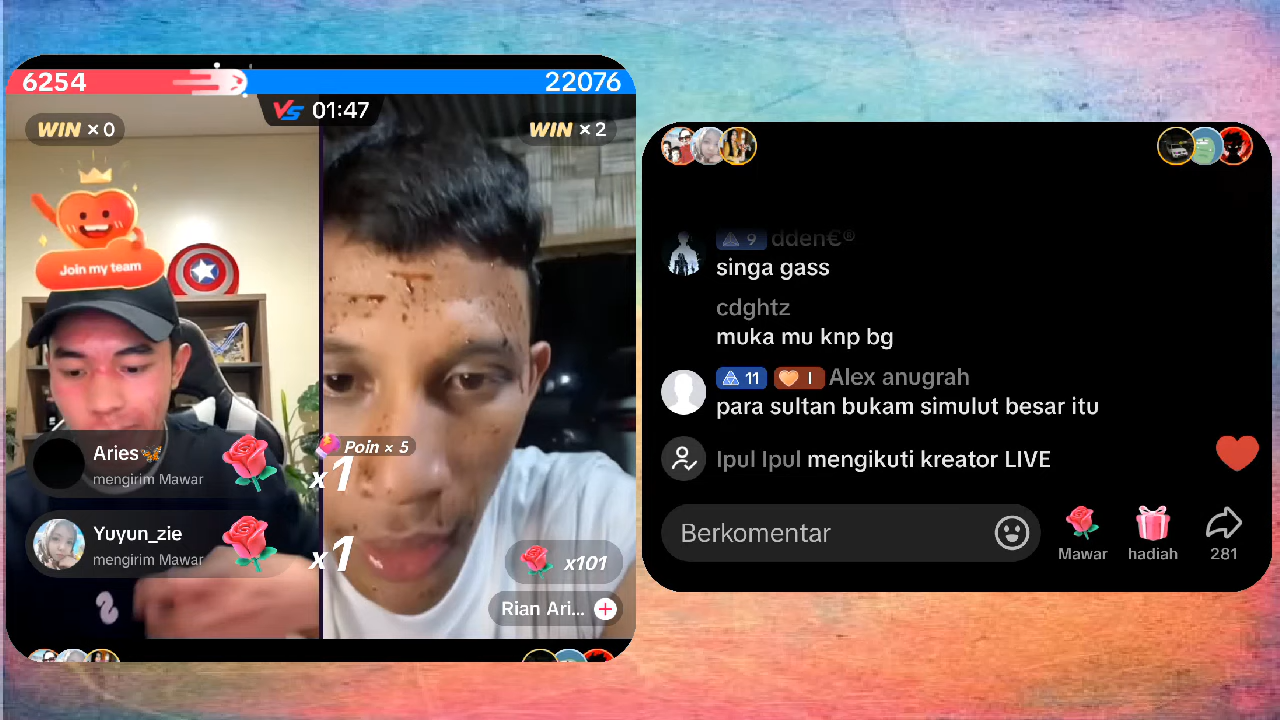 6254
22076
VS 01:47
WIN × 0
WIN × 2
Join my team
Poin × 5
Aries
mengirim Mawar
x1
Yuyun_zie
mengirim Mawar
x1
x101
Rian Ari...
9 dden€®
singa gass
cdghtz
muka mu knp bg
11 I Alex anugrah
para sultan bukam simulut besar itu
Ipul Ipul mengikuti kreator LIVE
Berkomentar
Mawar
hadiah
281